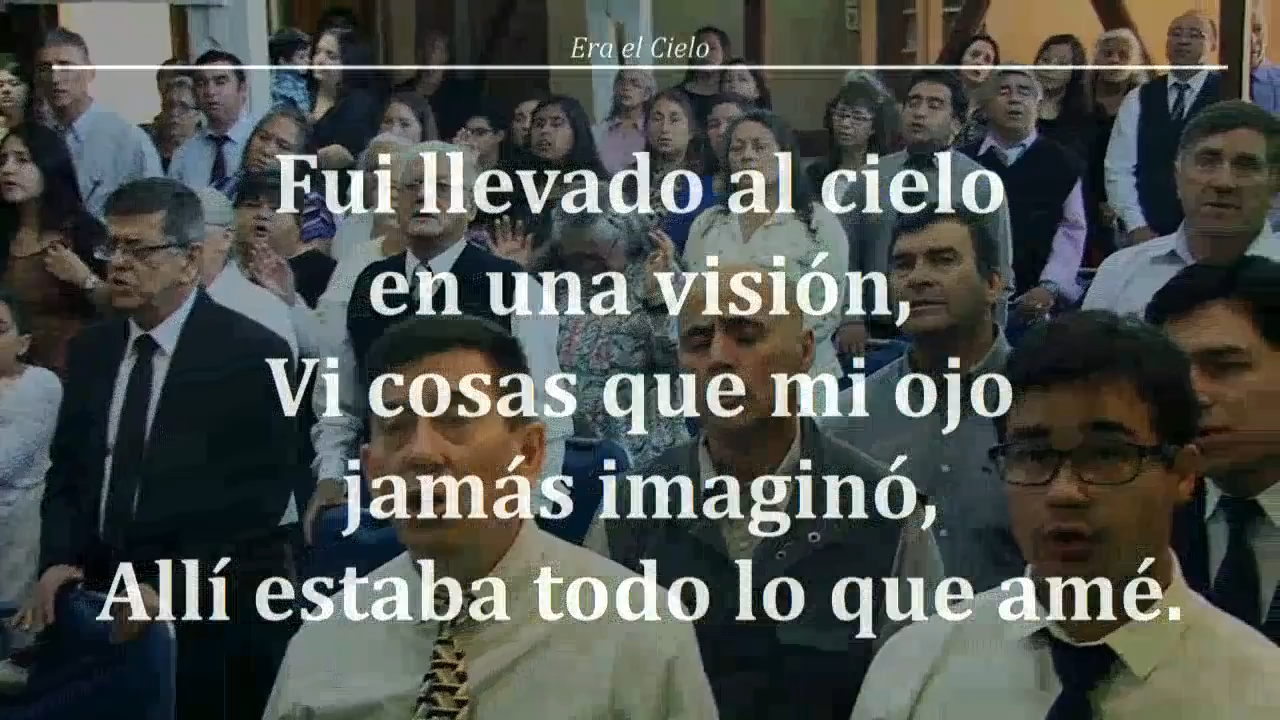 Era el Cielo
Fui llevado al cielo
en una visión,
Vi cosas que mi ojo
jamás imaginó,
Allí estaba todo lo que amé.